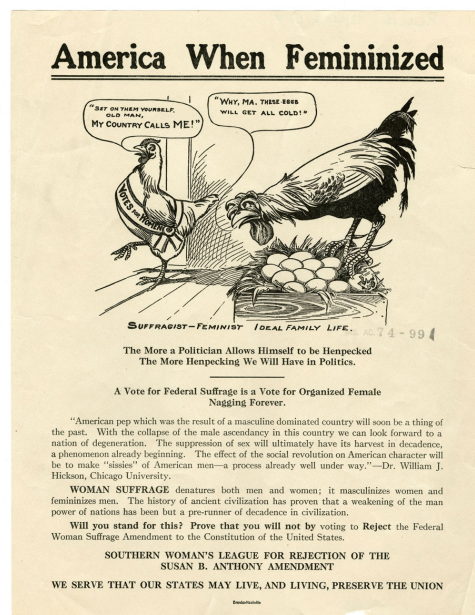 America When Femininized
"SET ON THEM YOURSELF,
OLD MAN,
MY COUNTRY CALLS ME!"
"WHY, MA, THESE EGGS
WILL GET ALL COLD!"
VOTES FOR WOMEN
SUFFRAGIST-FEMINIST IDEAL FAMILY LIFE.
74-991
The More a Politician Allows Himself to be Henpecked
The More Henpecking We Will Have in Politics.
A Vote for Federal Suffrage is a Vote for Organized Female
Nagging Forever.
"American pep which was the result of a masculine dominated country will soon be a thing of
the past. With the collapse of the male ascendancy in this country we can look forward to a
nation of degeneration. The suppression of sex will ultimately have its harvest in decadence,
a phenomenon already beginning. The effect of the social revolution on American character will
be to make "sissies" of American men—a process already well under way."—Dr. William J.
Hickson, Chicago University.
WOMAN SUFFRAGE denatures both men and women; it masculinizes women and
femininizes men. The history of ancient civilization has proven that a weakening of the man
power of nations has been but a pre-runner of decadence in civilization.
Will you stand for this? Prove that you will not by voting to Reject the Federal
Woman Suffrage Amendment to the Constitution of the United States.
SOUTHERN WOMAN'S LEAGUE FOR REJECTION OF THE
SUSAN B. ANTHONY AMENDMENT
WE SERVE THAT OUR STATES MAY LIVE, AND LIVING, PRESERVE THE UNION